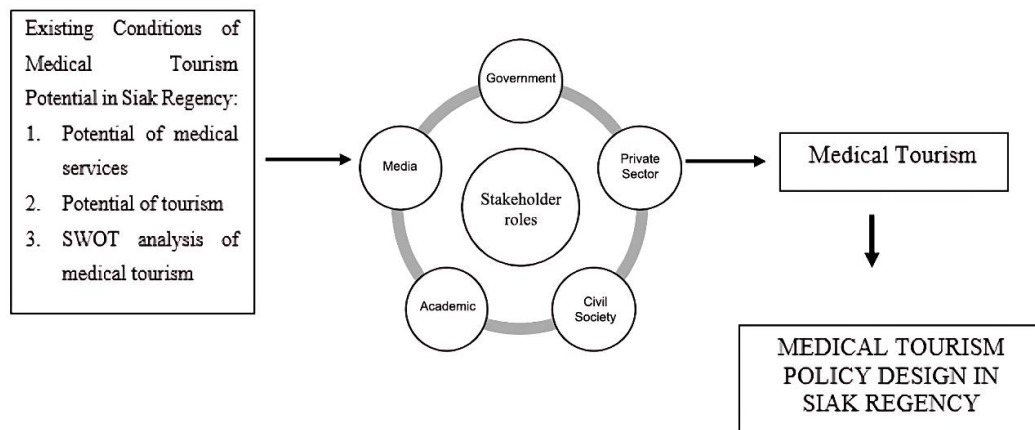 Existing Conditions of
Medical Tourism
Potential in Siak Regency:
1. Potential of medical
services
2. Potential of tourism
3. SWOT analysis of
medical tourism
Government
Media
Private
Sector
Stakeholder
roles
Academic
Civil
Society
Medical Tourism
MEDICAL TOURISM
POLICY DESIGN IN
SIAK REGENCY